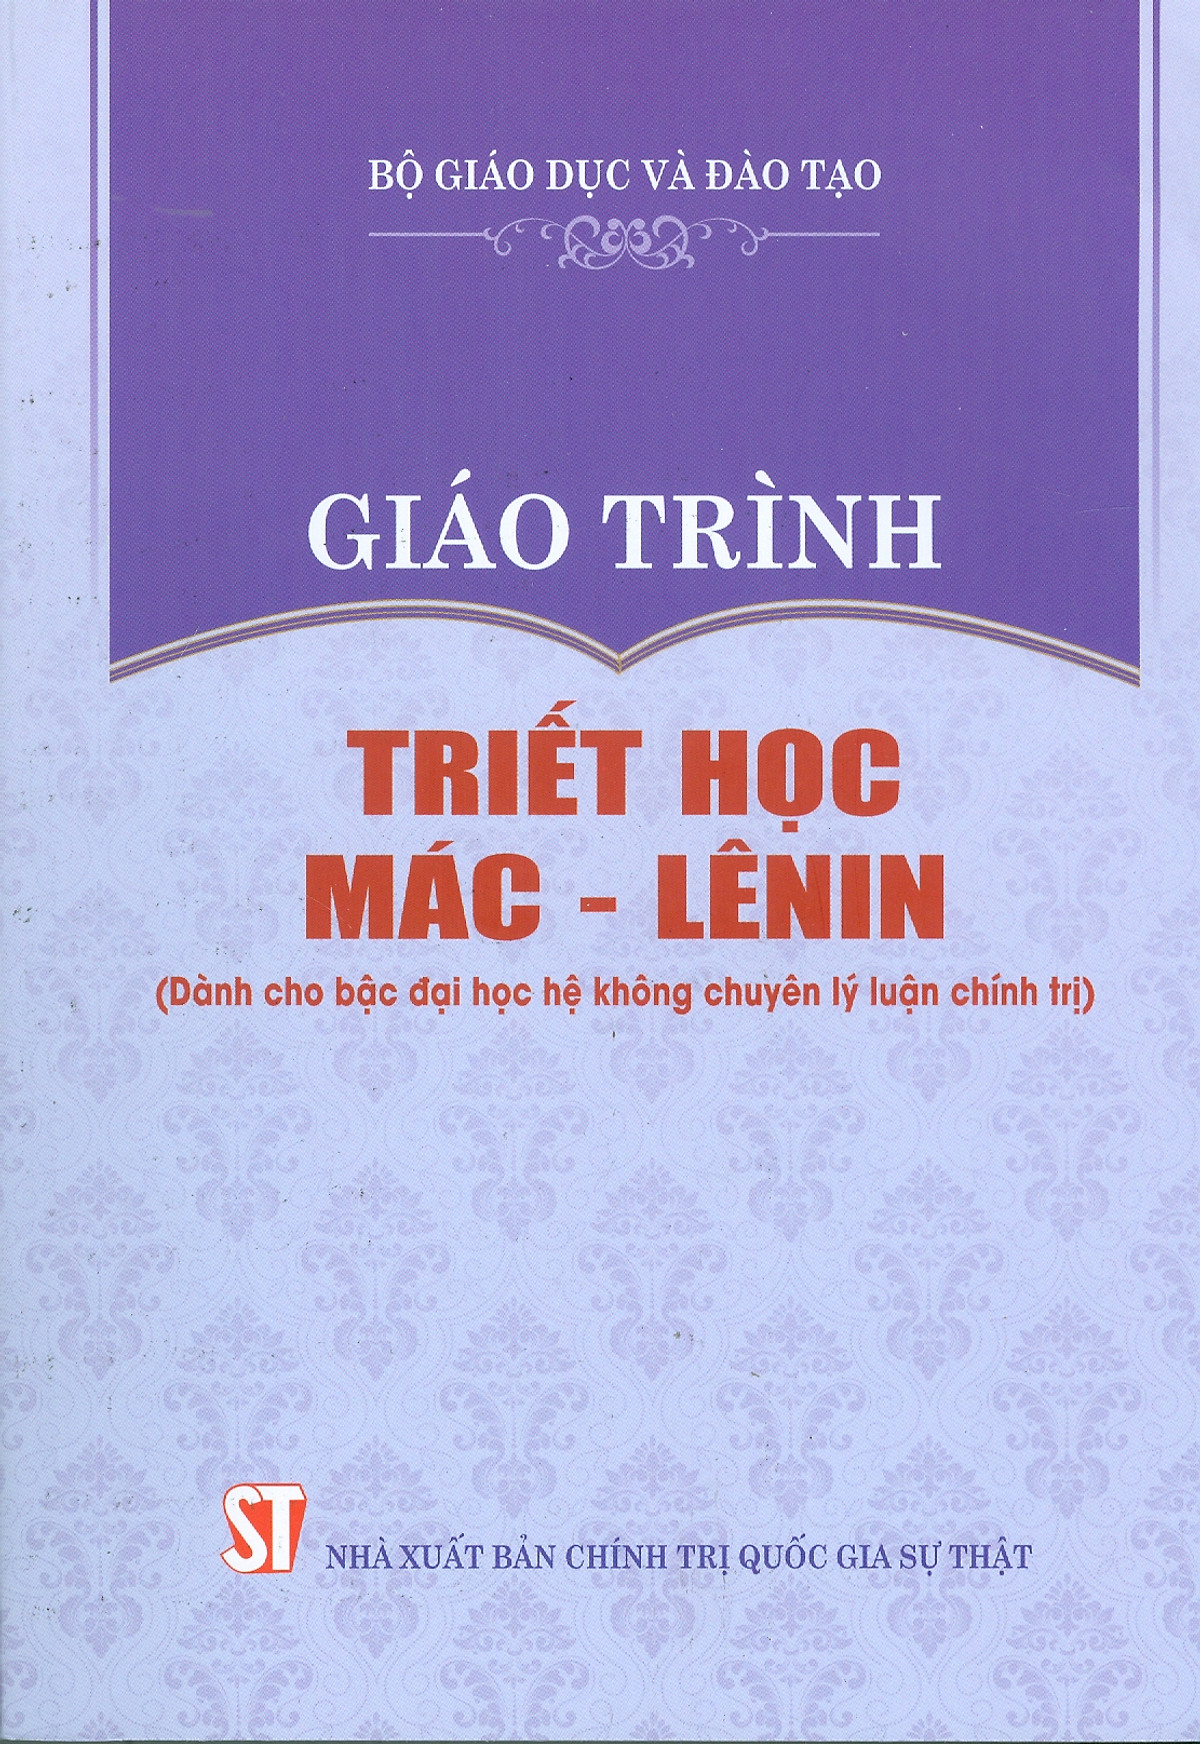 BỘ GIÁO DỤC VÀ ĐÀO TẠO
GIÁO TRÌNH
TRIẾT HỌC
MÁC - LÊNIN
(Dành cho bậc đại học hệ không chuyên lý luận chính trị)
ST
NHÀ XUẤT BẢN CHÍNH TRỊ QUỐC GIA SỰ THẬT